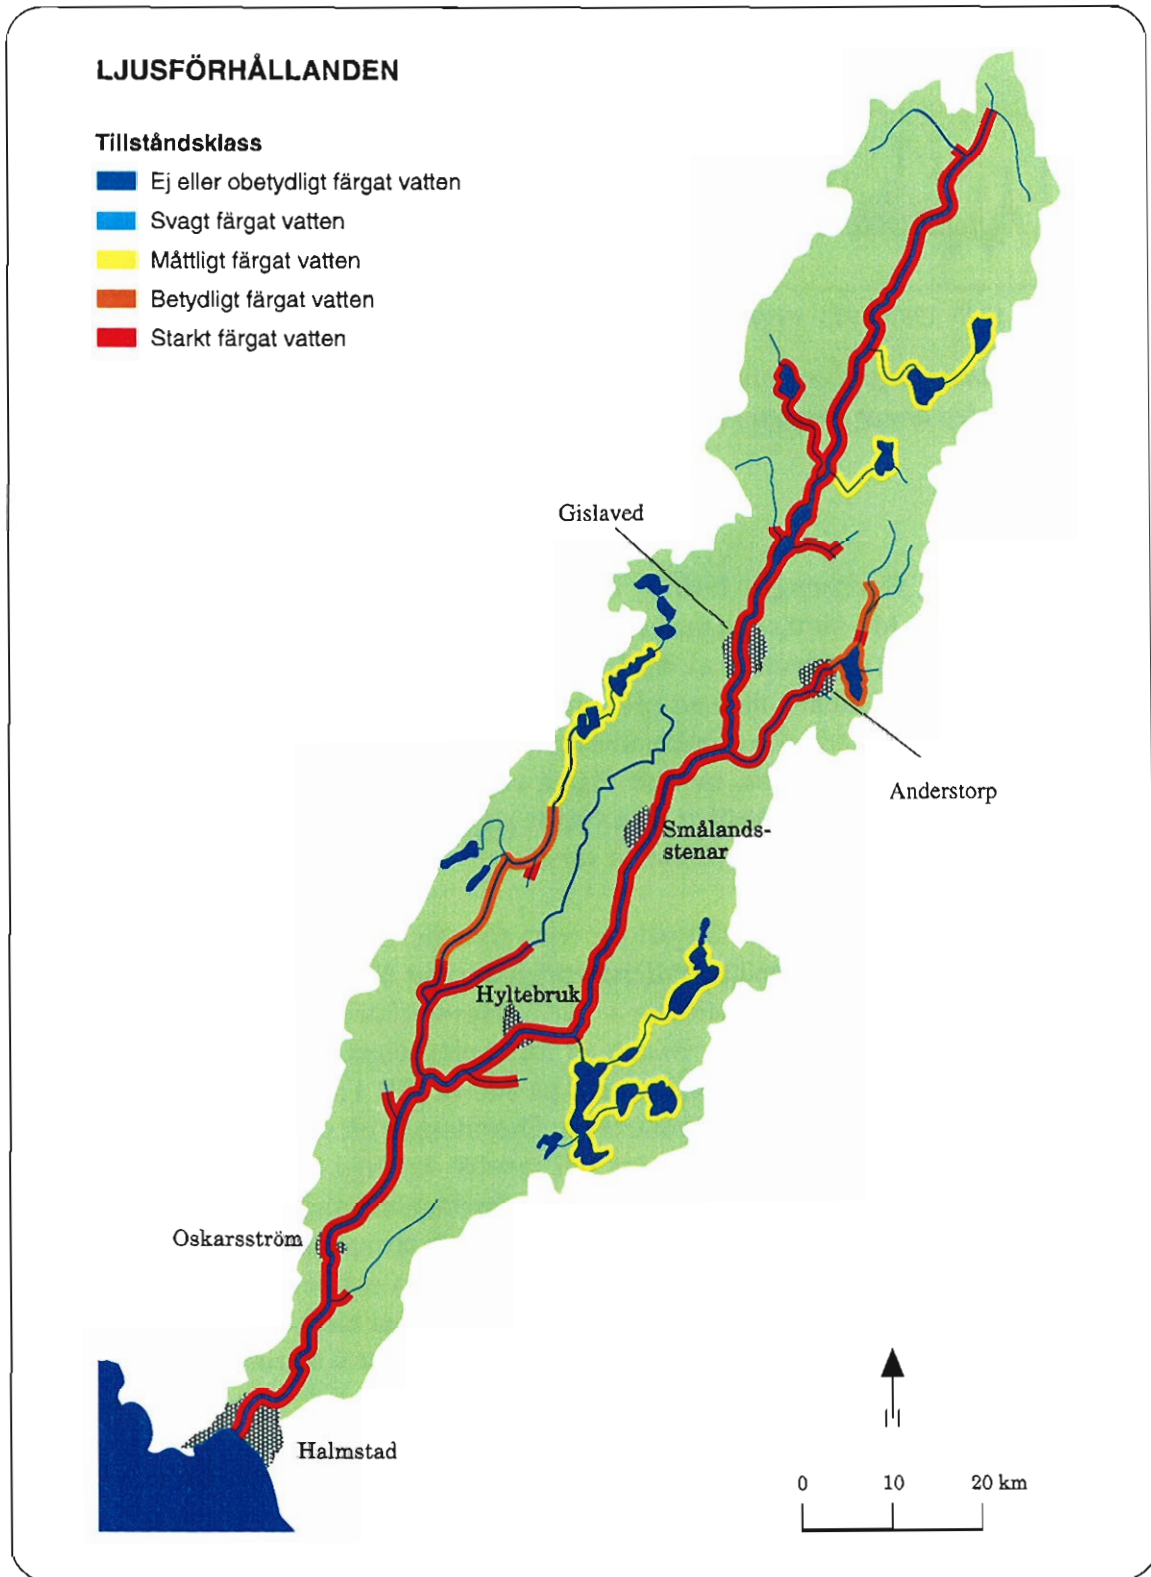 LJUSFÖRHÅLLANDEN
Tillståndsklass
Ej eller obetydligt färgat vatten
Svagt färgat vatten
Måttligt färgat vatten
Betydligt färgat vatten
Starkt färgat vatten
Gislaved
Anderstorp
Smålands-
stenar
Hyltebruk
Oskarsström
Halmstad
0 10 20 km